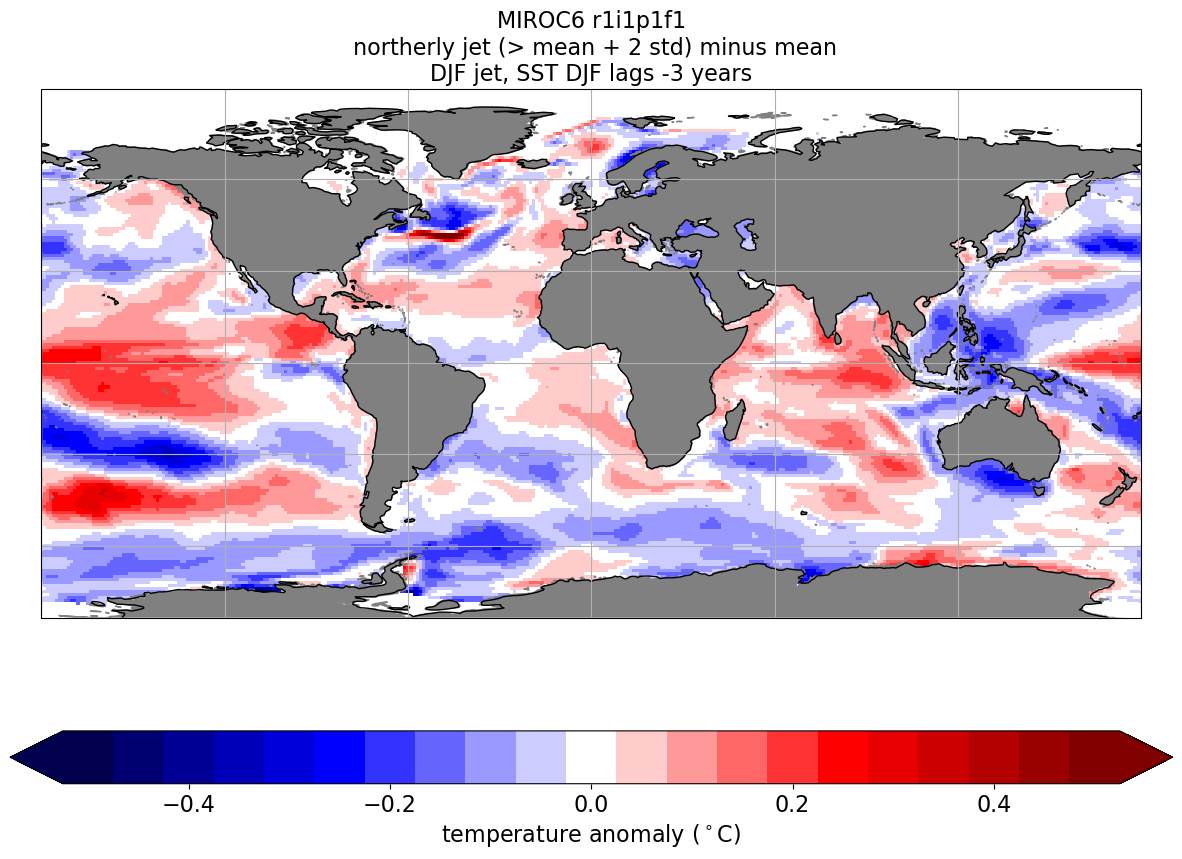 MIROC6 r1i1p1f1
northerly jet (> mean + 2 std) minus mean
DJF jet, SST DJF lags -3 years
−0.4 −0.2 0.0 0.2 0.4
temperature anomaly (°C)